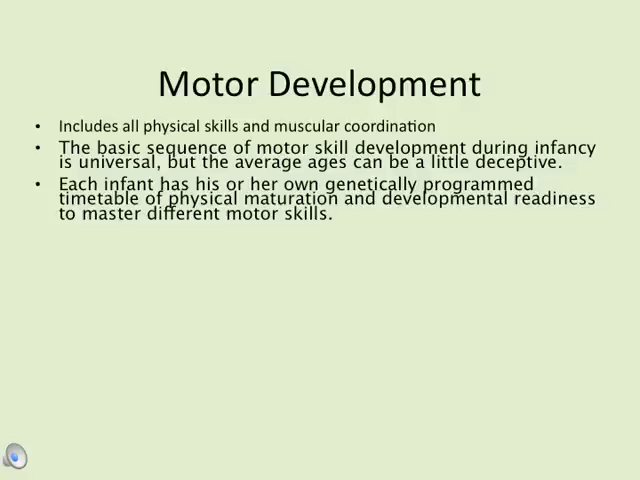 Motor Development
• Includes all physical skills and muscular coordination
• The basic sequence of motor skill development during infancy
is universal, but the average ages can be a little deceptive.
• Each infant has his or her own genetically programmed
timetable of physical maturation and developmental readiness
to master different motor skills.